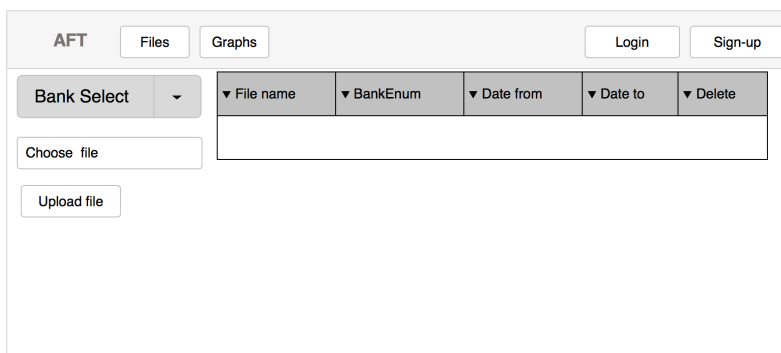 AFT Files Graphs Login Sign-up
Bank Select
▼ File name ▼ BankEnum ▼ Date from ▼ Date to ▼ Delete
Choose file
Upload file